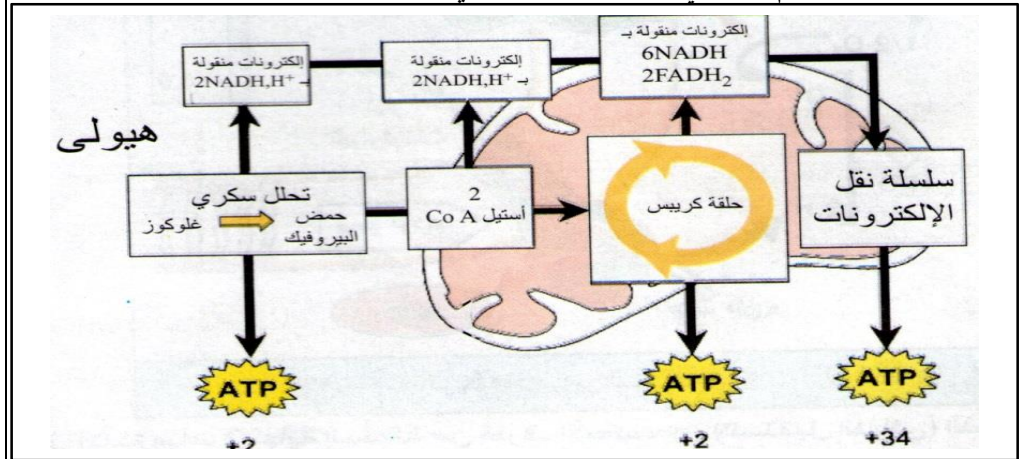 إلكترونات منقولة بـ
2NADH,H⁺
إلكترونات منقولة
بـ 2NADH,H⁺
إلكترونات منقولة بـ
6NADH
2FADH₂
هيولى
تحلل سكري
غلوكوز
حمض
البيروفيك
2
أستيل Co A
حلقة كريبس
سلسلة نقل
الإلكترونات
ATP
ATP
ATP
+2
+2
+34